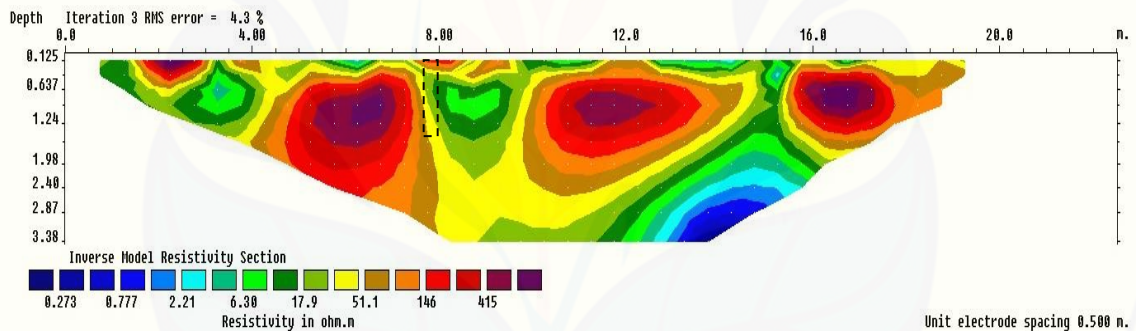 Depth Iteration 3 RMS error = 4.3 %
0.0 4.00 8.00 12.0 16.0 20.0 m.
0.125
0.637
1.24
1.98
2.40
2.87
3.38
Inverse Model Resistivity Section
0.273 0.777 2.21 6.30 17.9 51.1 146 415
Resistivity in ohm.m Unit electrode spacing 0.500 m.